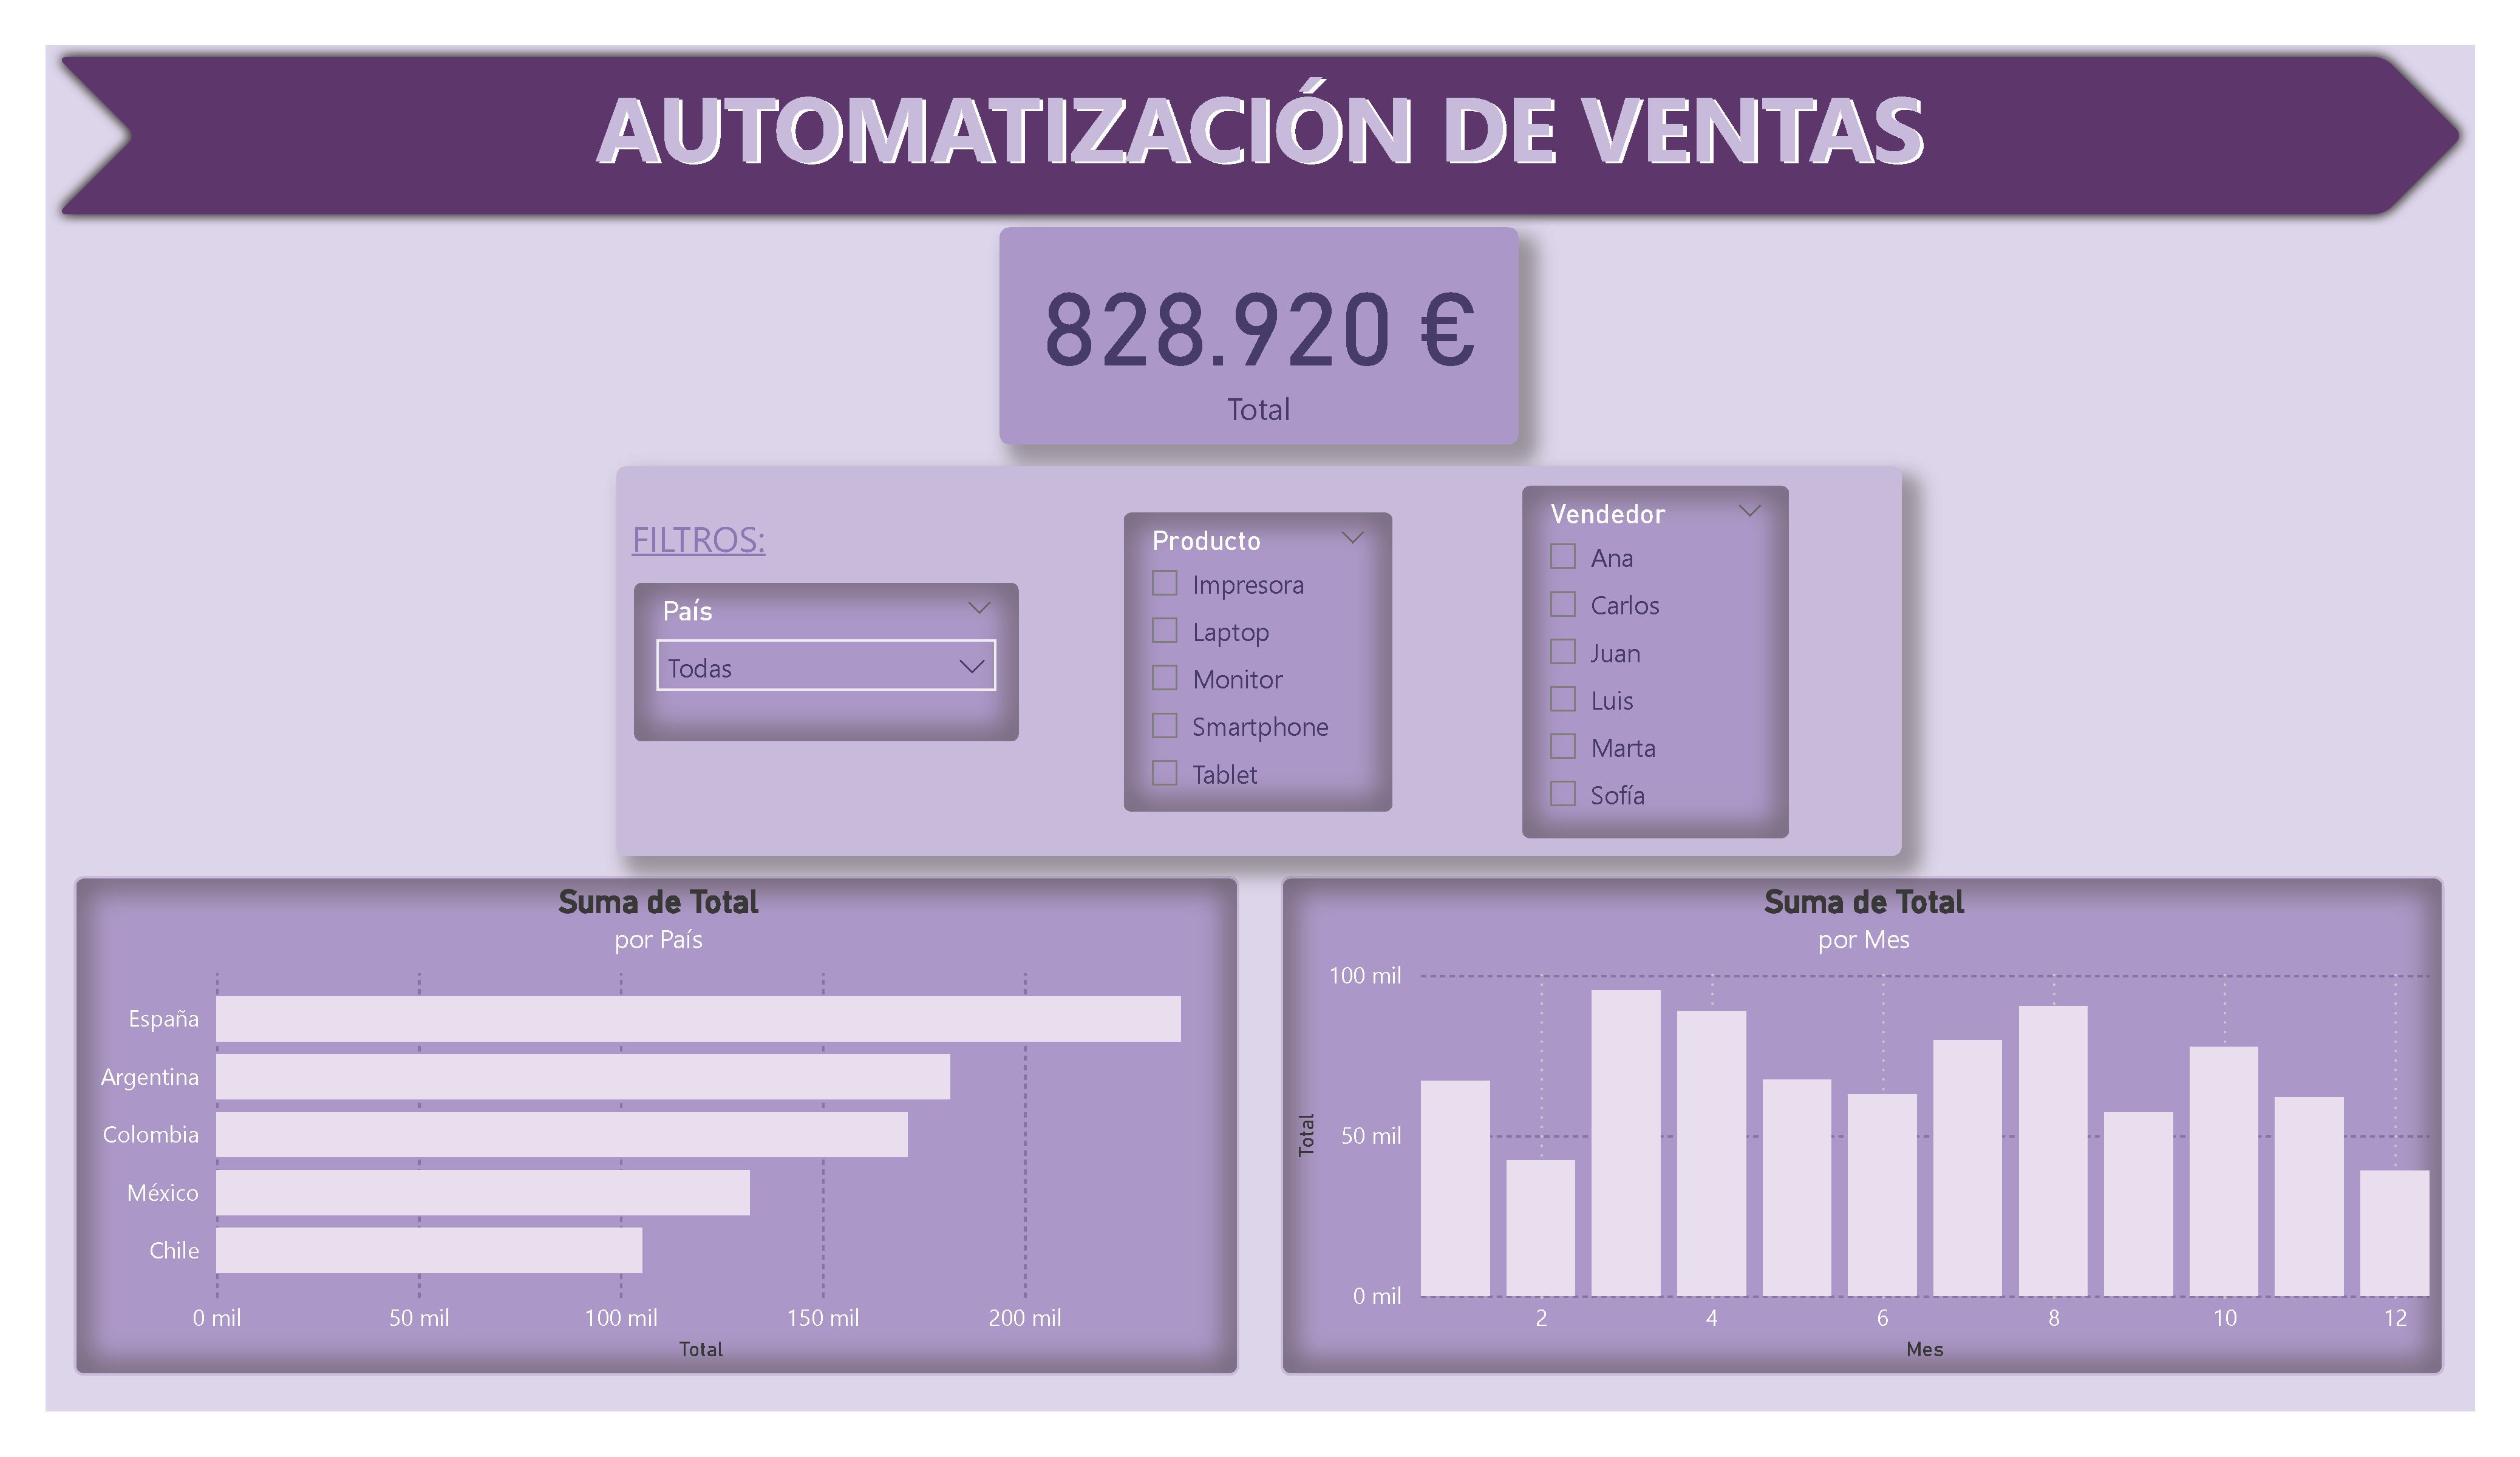 AUTOMATIZACIÓN DE VENTAS
828.920 €
Total
FILTROS:
País
Todas
Producto
Impresora
Laptop
Monitor
Smartphone
Tablet
Vendedor
Ana
Carlos
Juan
Luis
Marta
Sofía
Suma de Total
por País
España
Argentina
Colombia
México
Chile
0 mil 50 mil 100 mil 150 mil 200 mil
Total
Suma de Total
por Mes
100 mil
50 mil
0 mil
Total
2 4 6 8 10 12
Mes